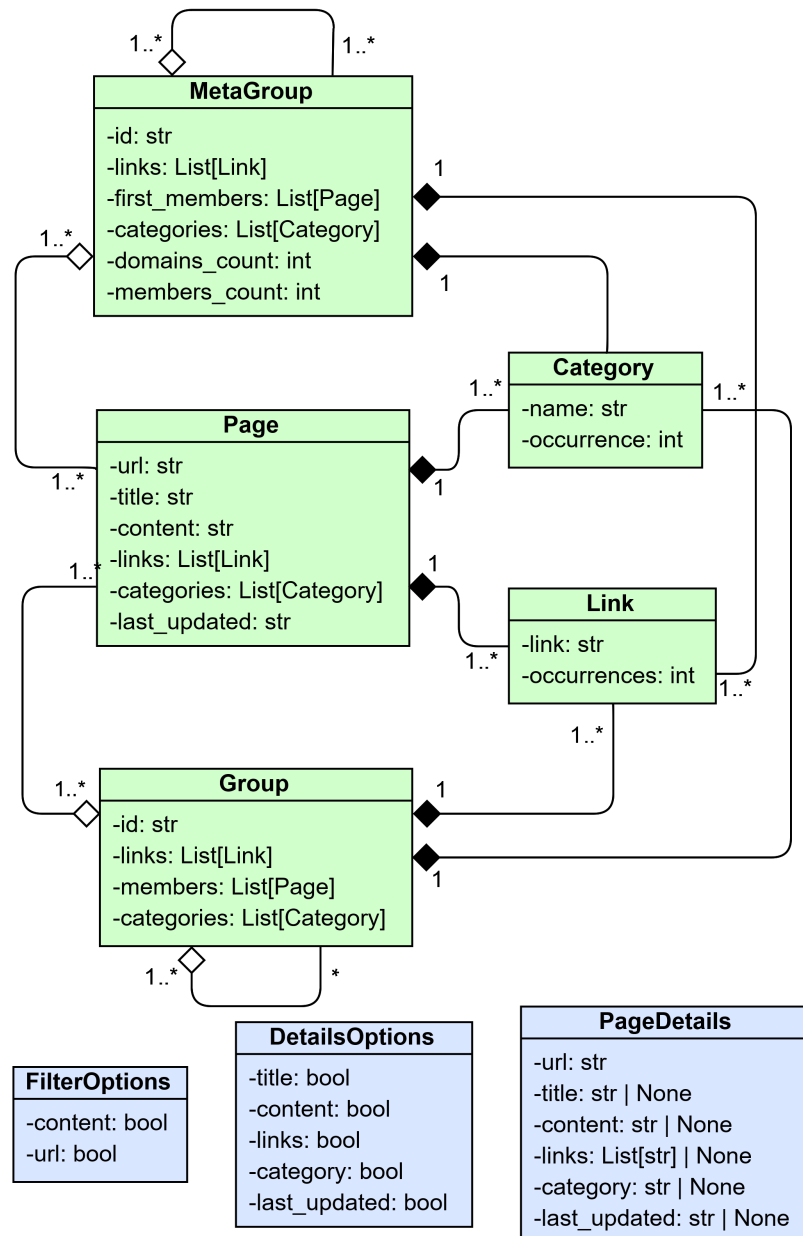 1..*
1..*
MetaGroup
-id: str
-links: List[Link]
-first_members: List[Page]
-categories: List[Category]
-domains_count: int
-members_count: int
1
1..*
1
Category
-name: str
-occurrence: int
1..*
1..*
Page
-url: str
-title: str
-content: str
-links: List[Link]
-categories: List[Category]
-last_updated: str
1..*
1
1..*
1
1..*
Link
-link: str
-occurrences: int
1..*
1..*
Group
-id: str
-links: List[Link]
-members: List[Page]
-categories: List[Category]
1..*
1
1
1..*
*
FilterOptions
-content: bool
-url: bool
DetailsOptions
-title: bool
-content: bool
-links: bool
-category: bool
-last_updated: bool
PageDetails
-url: str
-title: str | None
-content: str | None
-links: List[str] | None
-category: str | None
-last_updated: str | None